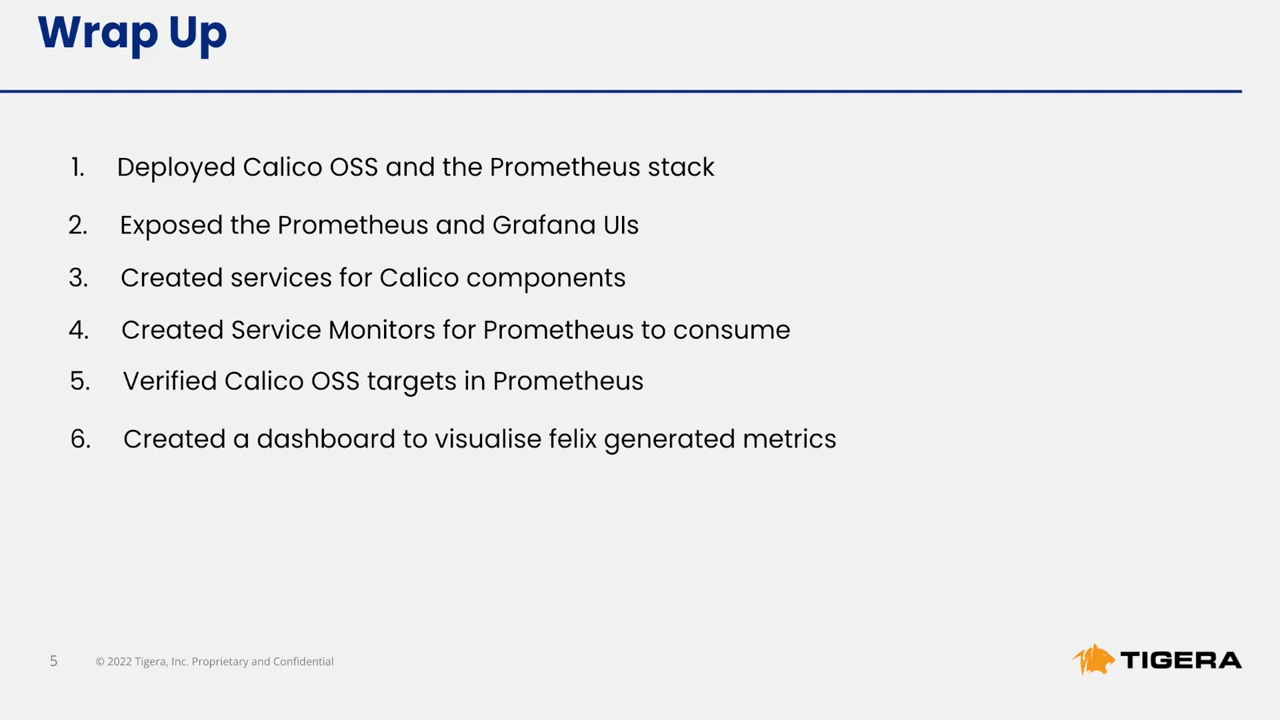 Wrap Up
1. Deployed Calico OSS and the Prometheus stack
2. Exposed the Prometheus and Grafana UIs
3. Created services for Calico components
4. Created Service Monitors for Prometheus to consume
5. Verified Calico OSS targets in Prometheus
6. Created a dashboard to visualise felix generated metrics
5 © 2022 Tigera, Inc. Proprietary and Confidential
TIGERA